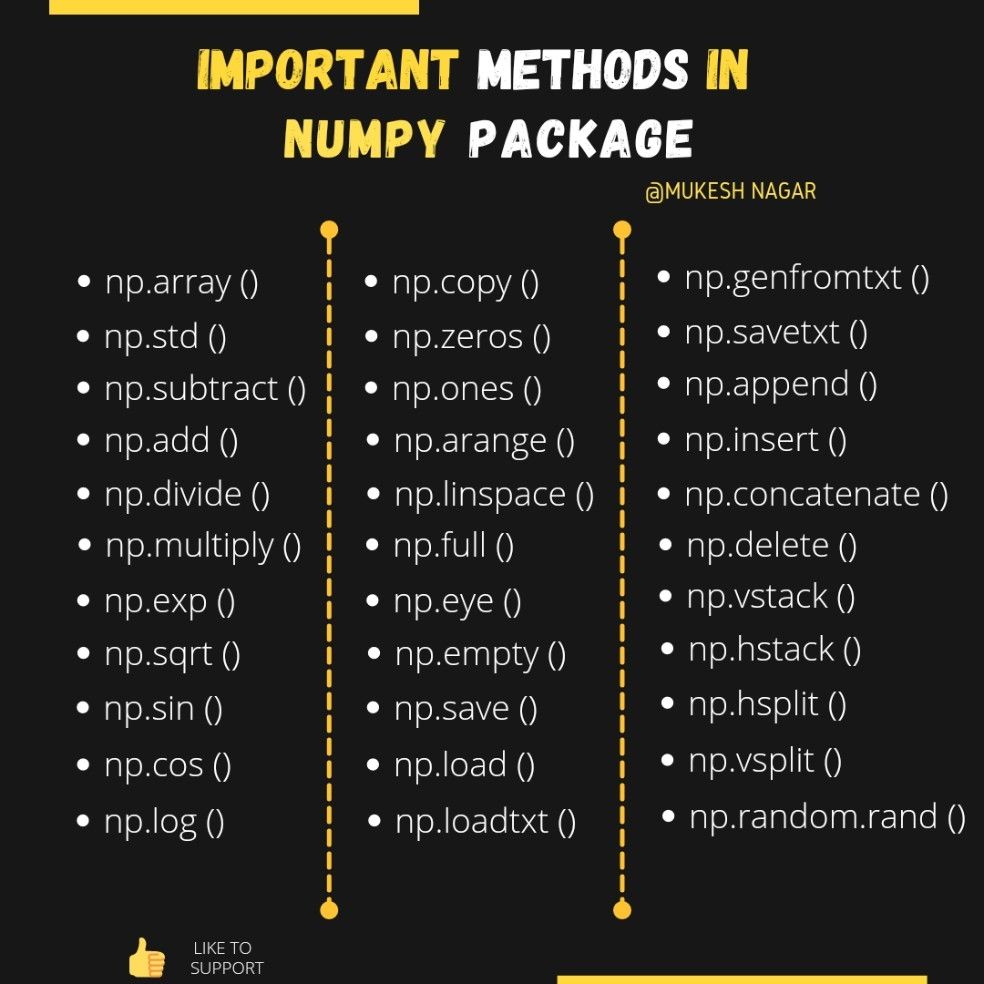 IMPORTANT METHODS IN
NUMPY PACKAGE
@MUKESH NAGAR
• np.array ()
• np.std ()
• np.subtract ()
• np.add ()
• np.divide ()
• np.multiply ()
• np.exp ()
• np.sqrt ()
• np.sin ()
• np.cos ()
• np.log ()
• np.copy ()
• np.zeros ()
• np.ones ()
• np.arange ()
• np.linspace ()
• np.full ()
• np.eye ()
• np.empty ()
• np.save ()
• np.load ()
• np.loadtxt ()
• np.genfromtxt ()
• np.savetxt ()
• np.append ()
• np.insert ()
• np.concatenate ()
• np.delete ()
• np.vstack ()
• np.hstack ()
• np.hsplit ()
• np.vsplit ()
• np.random.rand ()
LIKE TO
SUPPORT